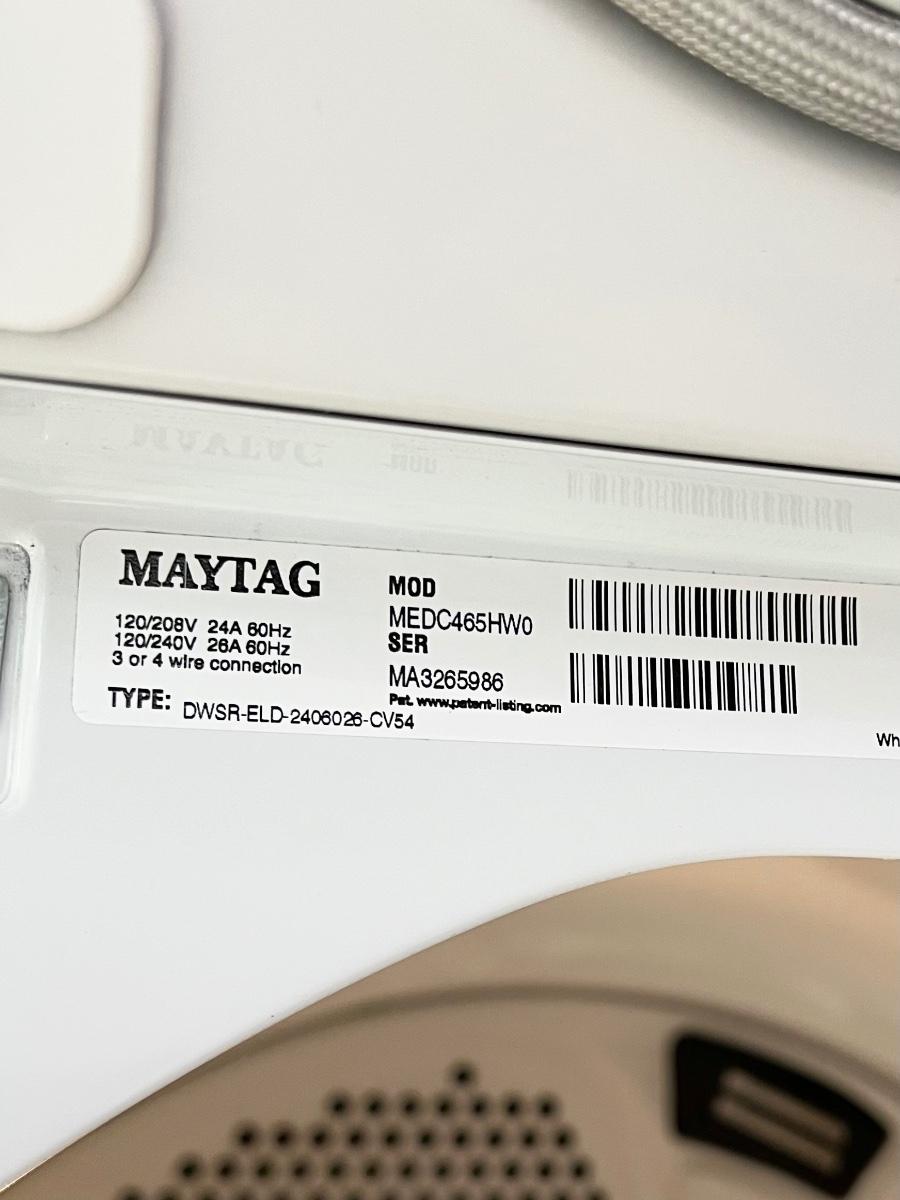 MAYTAG
120/208V 24A 60Hz
120/240V 26A 60Hz
3 or 4 wire connection
TYPE: DWSR-ELD-2406026-CV54
MOD
MEDC465HW0
SER
MA3265986
Pat. www.patent-listing.com
Wh